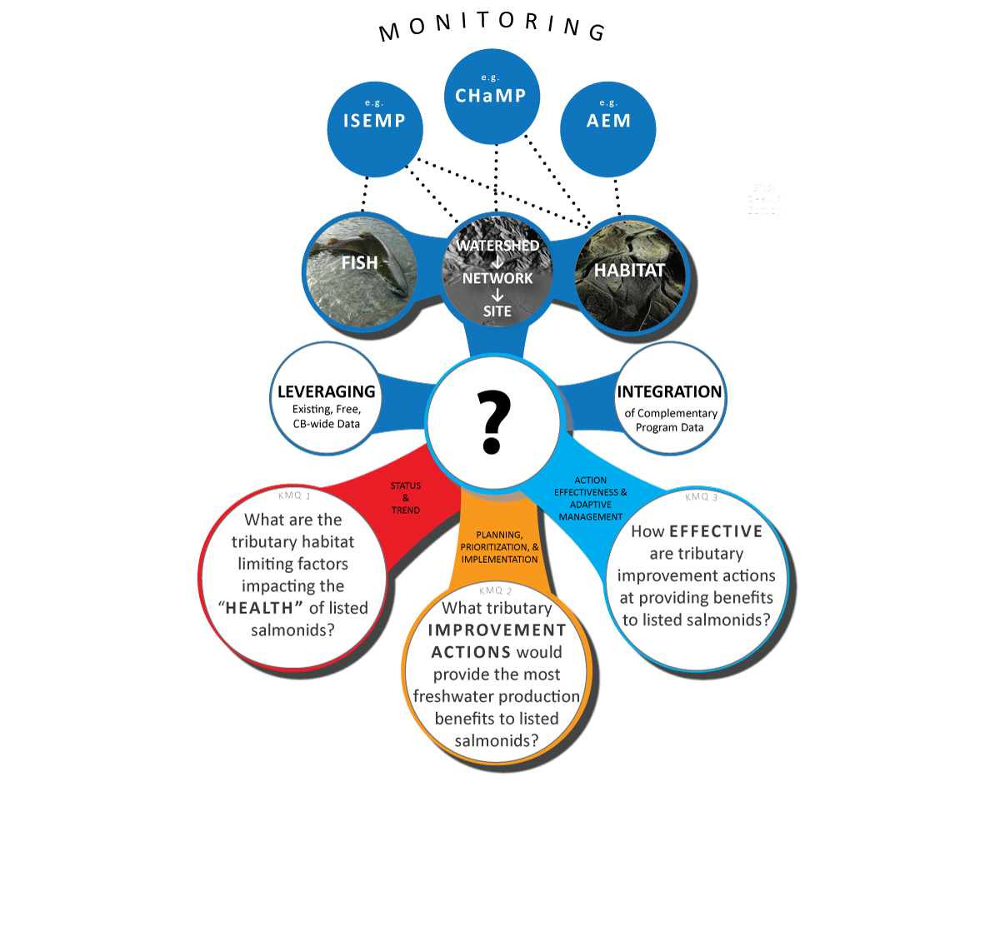 MONITORING
e.g.
ISEMP
e.g.
CHaMP
e.g.
AEM
FISH
WATERSHED
↓
NETWORK
↓
SITE
HABITAT
LEVERAGING
Existing, Free,
CB-wide Data
?
INTEGRATION
of Complementary
Program Data
STATUS
&
TREND
PLANNING,
PRIORITIZATION, &
IMPLEMENTATION
ACTION
EFFECTIVENESS &
ADAPTIVE
MANAGEMENT
KMQ 1
What are the
tributary habitat
limiting factors
impacting the
“HEALTH” of listed
salmonids?
KMQ 2
What tributary
IMPROVEMENT
ACTIONS would
provide the most
freshwater production
benefits to listed
salmonids?
KMQ 3
How EFFECTIVE
are tributary
improvement actions
at providing benefits
to listed salmonids?